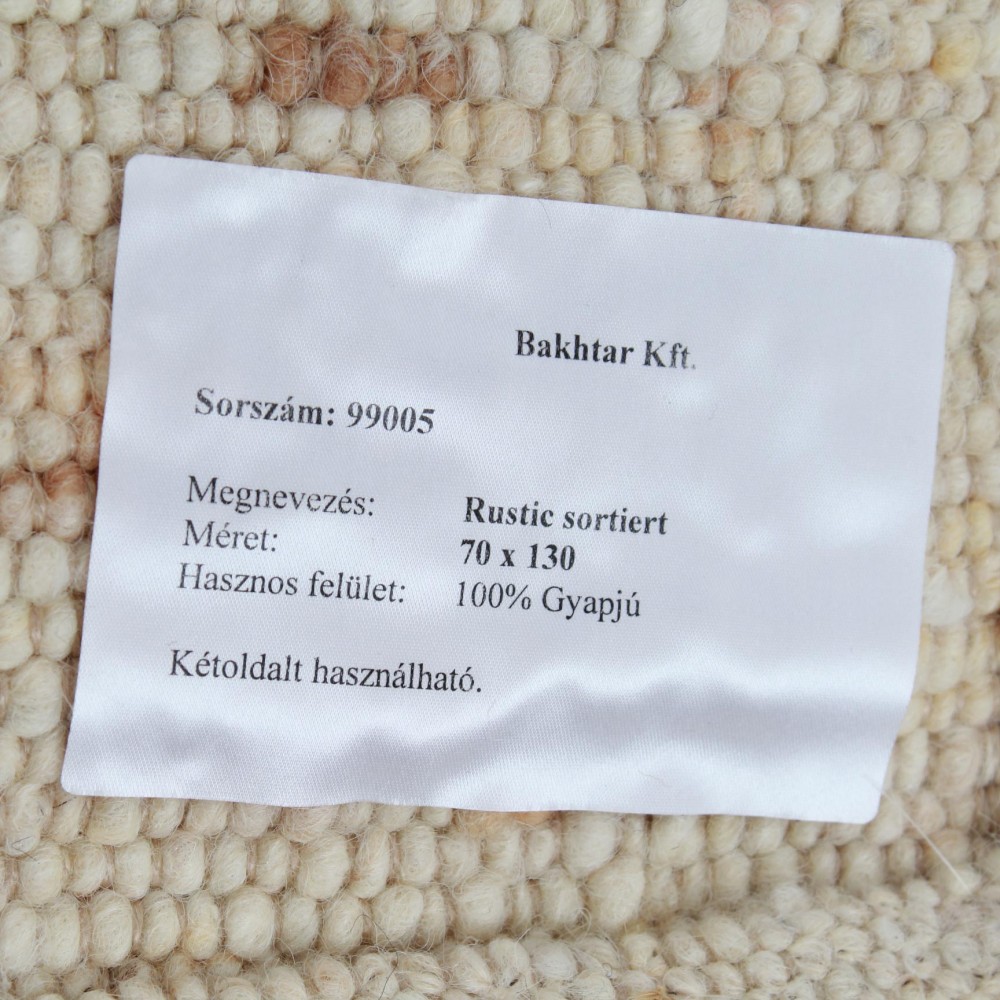 Bakhtar Kft.
Sorszám: 99005
Megnevezés: Rustic sortiert
Méret: 70 x 130
Hasznos felület: 100% Gyapjú
Kétoldalt használható.